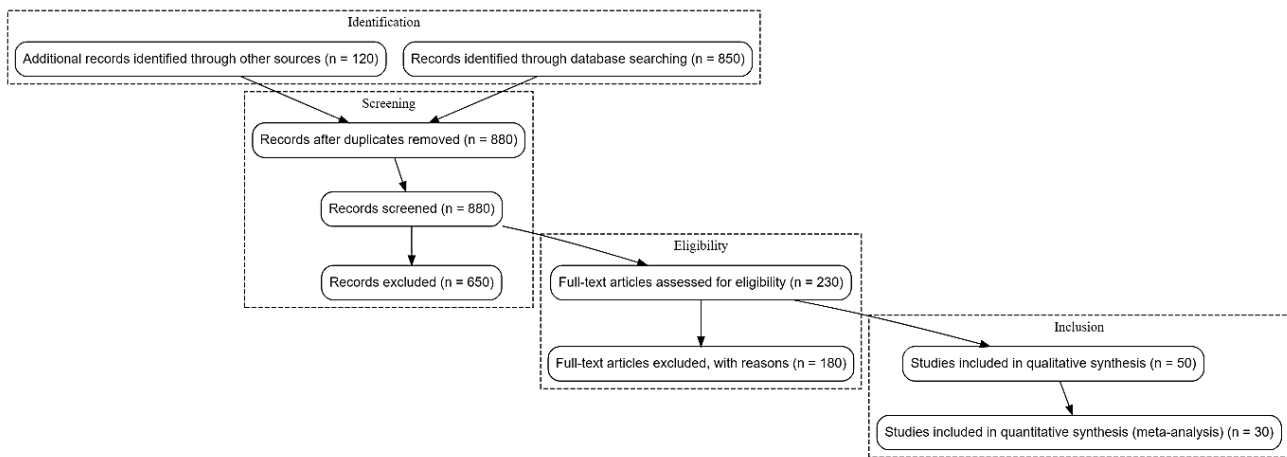 Identification
Additional records identified through other sources (n = 120)
Records identified through database searching (n = 850)
Screening
Records after duplicates removed (n = 880)
Records screened (n = 880)
Records excluded (n = 650)
Eligibility
Full-text articles assessed for eligibility (n = 230)
Full-text articles excluded, with reasons (n = 180)
Inclusion
Studies included in qualitative synthesis (n = 50)
Studies included in quantitative synthesis (meta-analysis) (n = 30)